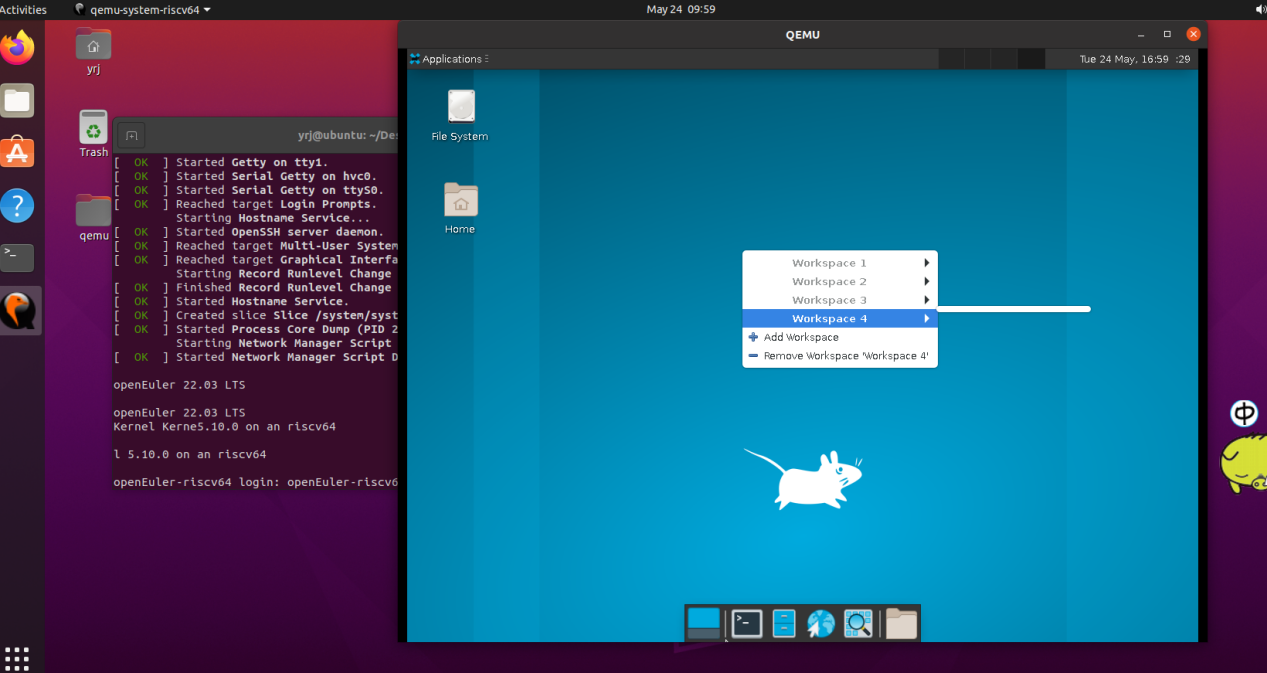 Activities
qemu-system-riscv64
May 24 09:59
yrj
Trash
qemu
yrj@ubuntu: ~/Des
[ OK ] Started Getty on tty1.
[ OK ] Started Serial Getty on hvc0.
[ OK ] Started Serial Getty on ttyS0.
[ OK ] Reached target Login Prompts.
Starting Hostname Service...
[ OK ] Started OpenSSH server daemon.
[ OK ] Reached target Multi-User System
[ OK ] Reached target Graphical Interfa
Starting Record Runlevel Change
[ OK ] Finished Record Runlevel Change
[ OK ] Started Hostname Service.
[ OK ] Created slice Slice /system/syst
[ OK ] Started Process Core Dump (PID 2
Starting Network Manager Script
[ OK ] Started Network Manager Script D
openEuler 22.03 LTS
openEuler 22.03 LTS
Kernel Kerne5.10.0 on an riscv64
l 5.10.0 on an riscv64
openEuler-riscv64 login: openEuler-riscv6
QEMU
Applications
Tue 24 May, 16:59 :29
File System
Home
Workspace 1
Workspace 2
Workspace 3
Workspace 4
Add Workspace
Remove Workspace 'Workspace 4'
中